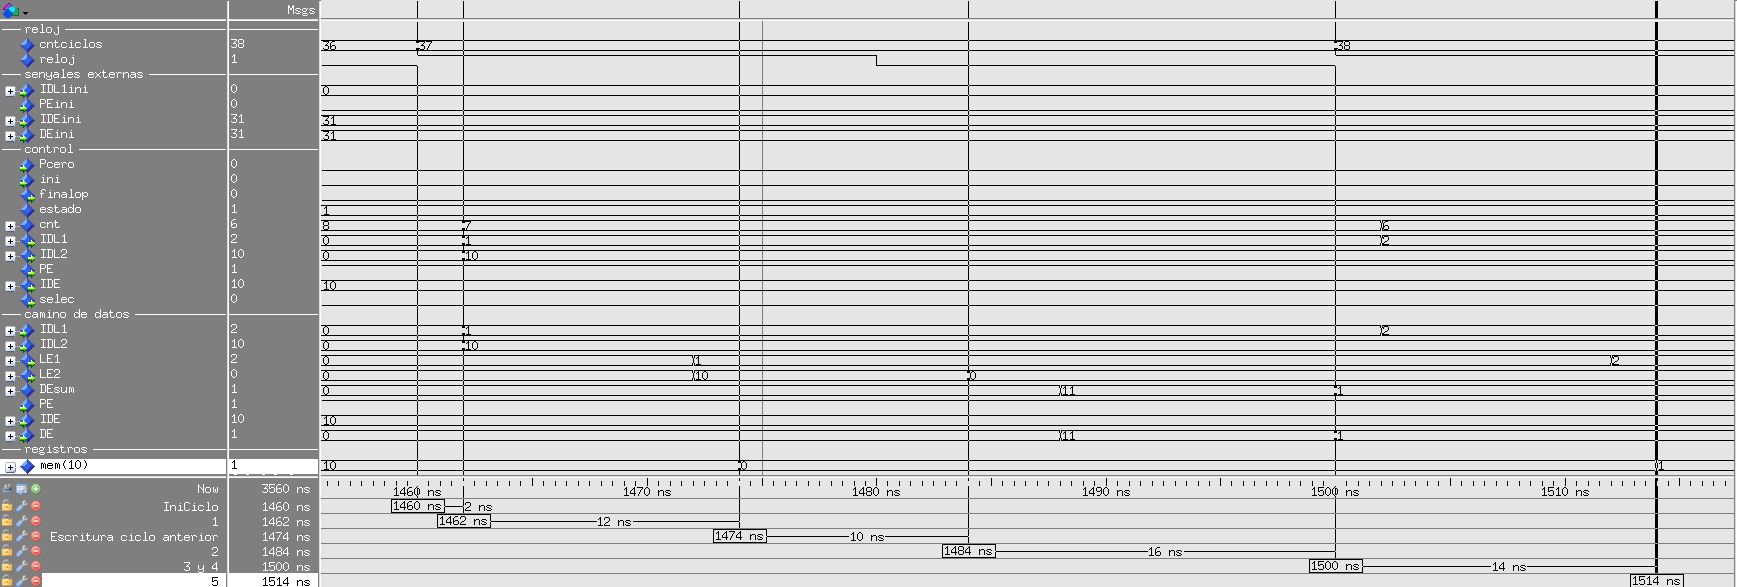 Msgs
reloj
cntciclos 38 36 37 38
reloj 1
senyales externas
IDL1ini 0 0
PEini 0
IDEini 31 31
DEini 31 31
control
Pcero 0
ini 0
finalop 0
estado 1 1
cnt 6 8 7 6
IDL1 2 0 1 2
IDL2 10 0 10
PE 1
IDE 10 10
selec 0
camino de datos
IDL1 2 0 1 2
IDL2 10 0 10
LE1 2 0 1 2
LE2 0 0 10 0
DEsum 1 0 11 1
PE 1
IDE 10 10
DE 1 0 11 1
registros
mem(10) 1 10 0 1
Now 3560 ns 1460 ns 1470 ns 1480 ns 1490 ns 1500 ns 1510 ns
IniCiclo 1460 ns 1460 ns 2 ns
1 1462 ns 1462 ns 12 ns
Escritura ciclo anterior 1474 ns 1474 ns 10 ns
2 1484 ns 1484 ns 16 ns
3 y 4 1500 ns 1500 ns 14 ns
5 1514 ns 1514 ns